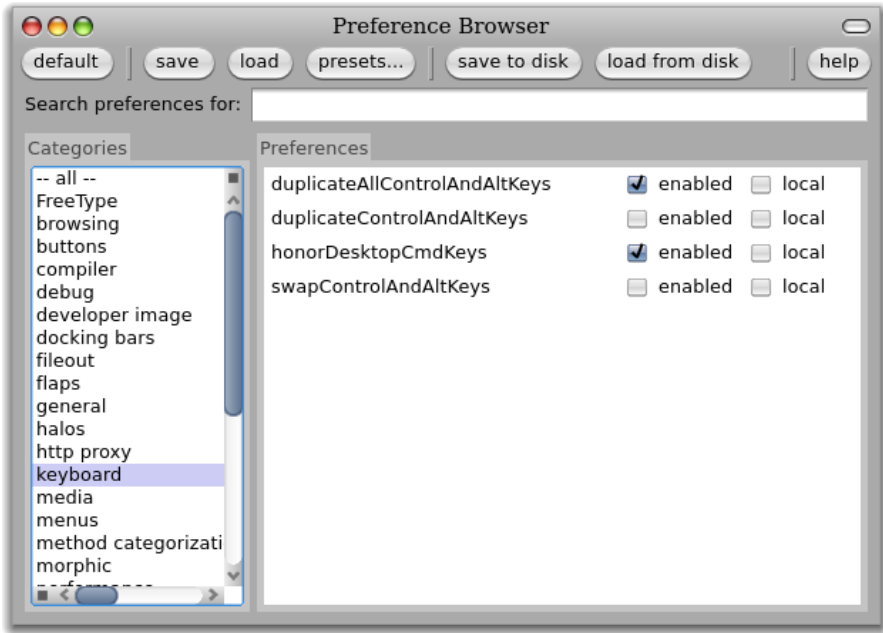 Preference Browser
default save load presets... save to disk load from disk help
Search preferences for:
Categories
-- all --
FreeType
browsing
buttons
compiler
debug
developer image
docking bars
fileout
flaps
general
halos
http proxy
keyboard
media
menus
method categorizati
morphic
Preferences
duplicateAllControlAndAltKeys enabled local
duplicateControlAndAltKeys enabled local
honorDesktopCmdKeys enabled local
swapControlAndAltKeys enabled local